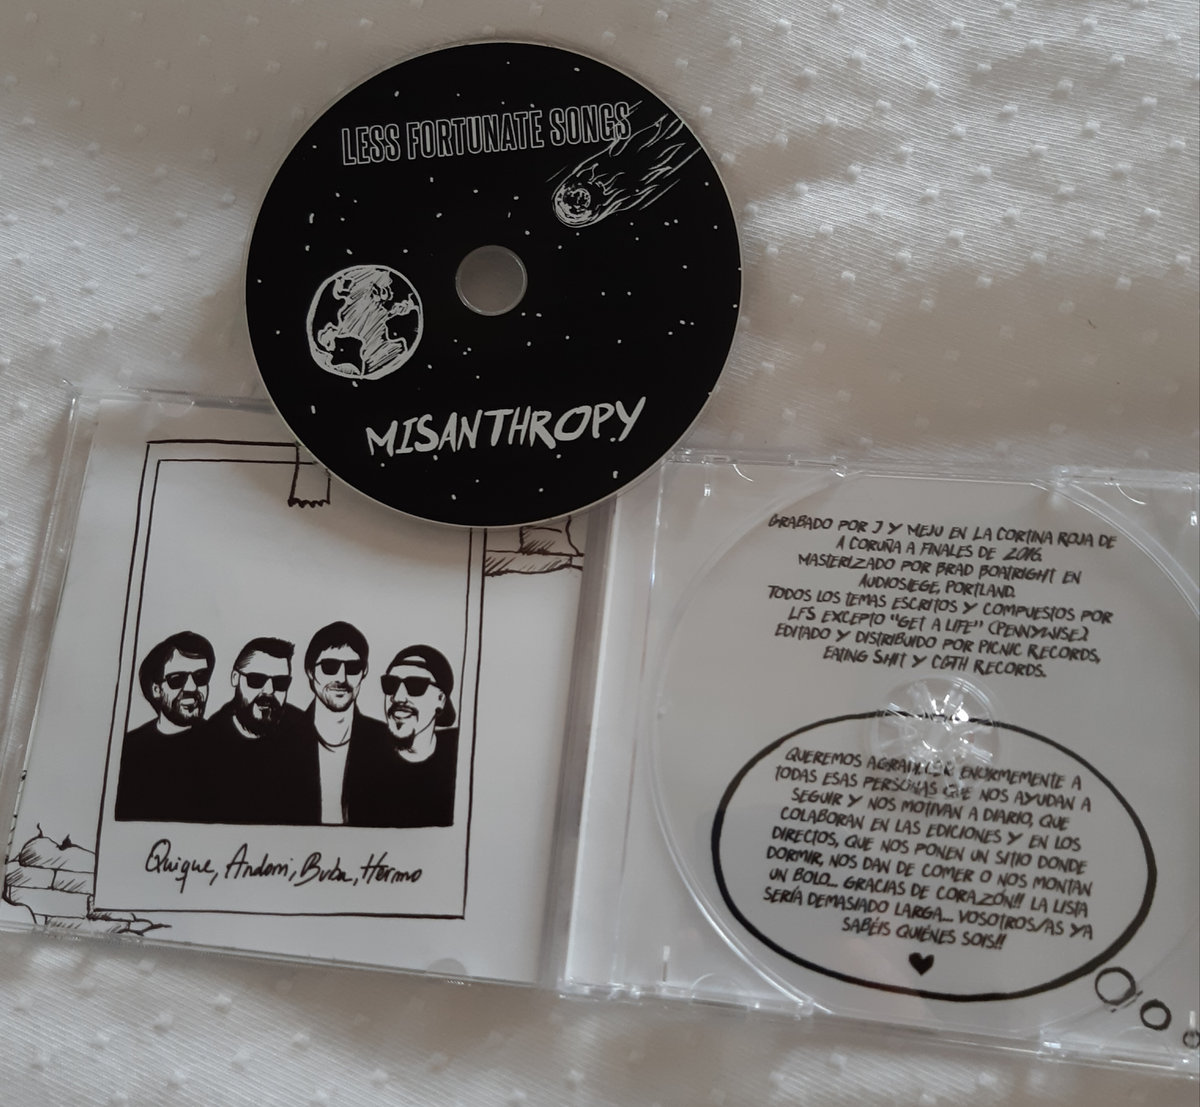 LESS FORTUNATE SONGS
MISANTHROPY
Quique, Andoni, Buba, Hermo
GRABADO POR J Y MEJU EN LA CORTINA ROJA DE
A CORUÑA A FINALES DE 2016.
MASTERIZADO POR BRAD BOATRIGHT EN
AUDIOSIEGE, PORTLAND.
TODOS LOS TEMAS ESCRITOS Y COMPUESTOS POR
LFS EXCEPTO "GET A LIFE" (PENNYWISE)
EDITADO Y DISTRIBUIDO POR PICNIC RECORDS,
EATING SHIT Y CGTH RECORDS.
QUEREMOS AGRADECER ENORMEMENTE A
TODAS ESAS PERSONAS QUE NOS AYUDAN A
SEGUIR Y NOS MOTIVAN A DIARIO, QUE
COLABORAN EN LAS EDICIONES Y EN LOS
DIRECTOS, QUE NOS PONEN UN SITIO DONDE
DORMIR, NOS DAN DE COMER O NOS MONTAN
UN BOLO... GRACIAS DE CORAZÓN!! LA LISTA
SERÍA DEMASIADO LARGA... VOSOTROS/AS YA
SABÉIS QUIÉNES SOIS!!